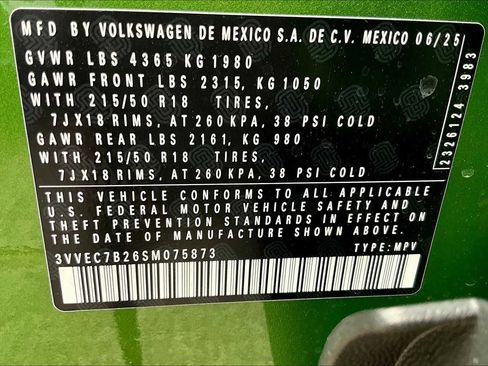 MFD BY VOLKSWAGEN DE MEXICO S.A. DE C.V. MEXICO 06/25
GVWR LBS 4365 KG 1980
GAWR FRONT LBS 2315, KG 1050
WITH 215/50 R18 TIRES,
7JX18 RIMS, AT 260 KPA, 38 PSI COLD
GAWR REAR LBS 2161, KG 980
WITH 215/50 R18 TIRES,
7JX18 RIMS, AT 260 KPA, 38 PSI COLD
THIS VEHICLE CONFORMS TO ALL APPLICABLE
U.S. FEDERAL MOTOR VEHICLE SAFETY AND
THEFT PREVENTION STANDARDS IN EFFECT ON
THE DATE OF MANUFACTURE SHOWN ABOVE.
3VVEC7B26SM075873 TYPE: MPV
2326124 3983